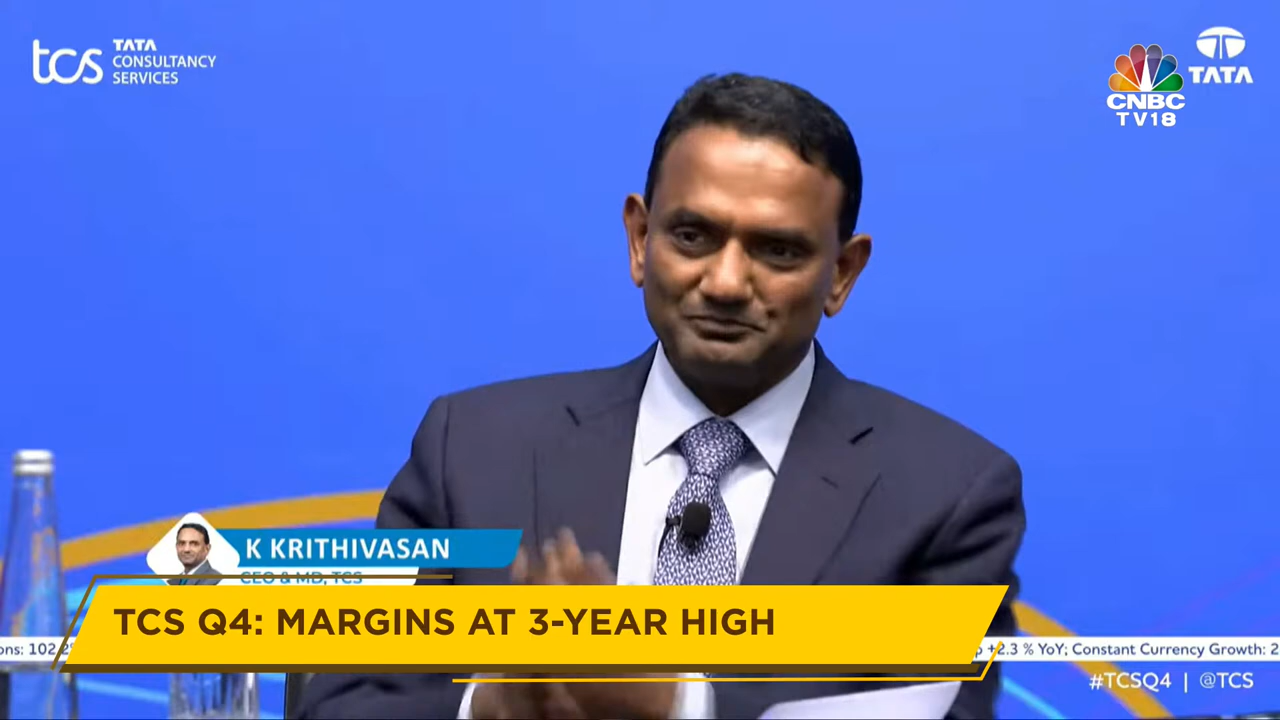 tcs TATA
CONSULTANCY
SERVICES
CNBC
TV18
TATA
K KRITHIVASAN
CEO & MD, TCS
TCS Q4: MARGINS AT 3-YEAR HIGH
+2.3 % YoY; Constant Currency Growth: 2
#TCSQ4 | @TCS